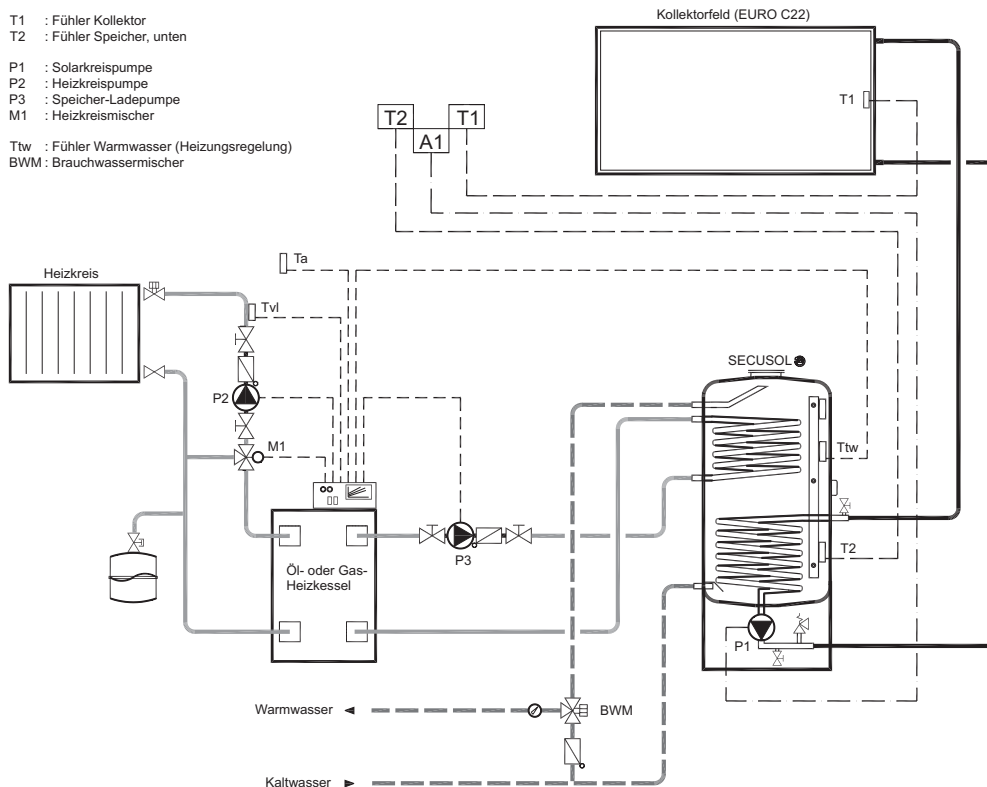 T1 : Fühler Kollektor
T2 : Fühler Speicher, unten
P1 : Solarkreispumpe
P2 : Heizkreispumpe
P3 : Speicher-Ladepumpe
M1 : Heizkreismischer
Ttw : Fühler Warmwasser (Heizungsregelung)
BWM : Brauchwassermischer
Kollektorfeld (EURO C22)
T1
T2
T1
A1
Ta
Heizkreis
Tvl
SECUSOL
P2
Ttw
M1
T2
P3
Öl- oder Gas-
Heizkessel
P1
Warmwasser
BWM
Kaltwasser